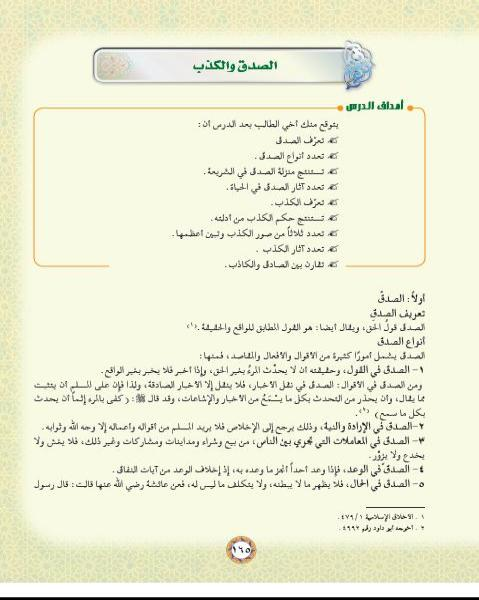 الصدق والكذب
أهداف الدرس
يتوقع منك أخي الطالب بعد الدرس أن:
تعرّف الصدق
تعدد أنواع الصدق.
تستنتج منزلة الصدق في الشريعة.
تعدد آثار الصدق في الحياة.
تعرّف الكذب.
تستنتج حكم الكذب من أدلته.
تعدد ثلاثاً من صور الكذب وتبين أعظمها.
تعدد آثار الكذب.
تقارن بين الصادق والكاذب.
أولاً: الصدقُ
تعريف الصدق
الصدق قول الحق، ويقال أيضا: هو القول المطابق للواقع والحقيقة.(١)
أنواع الصدق
الصدق يشمل أمورًا كثيرة من الأقوال والأفعال والمقاصد، فمنها:
١- الصدق في القول، وحقيقته أن لا يحدّث المرءُ بغير الحق، وإذا أخبر فلا يخبر بغير الواقع.
ومن الصدق في الأقوال: الصدق في نقل الأخبار، فلا ينقل إلا الأخبار الصادقة، ولذا فإن على المسلم أن يتثبت
مما يقال، وأن يحذر من التحدث بكل ما يسْمَعُ من الأخبار والإشاعات، وقد قال ﷺ: (كفى بالمرء إثماً أن يحدث
بكل ما سمع) (٢).
٢-الصدق في الإرادة والنية، وذلك يرجع إلى الإخلاص فلا يريد المسلم من أقواله وأعماله إلا وجه الله وثوابه.
٣- الصدق في المعاملات التي تجري بين الناس، من بيع وشراء ومداينات ومشاركات وغير ذلك، فلا يغش ولا
يخدع ولا يزوّر.
٤- الصدق في الوعد، فإذا وعد أحداً أنجز ما وعده به، إذ إخلاف الوعد من آيات النفاق.
٥- الصدق في الحال، فلا يظهر ما لا يبطنه، ولا يتكلف ما ليس له، فعن عائشة رضي الله عنها قالت: قال رسول
١. الأخلاق الإسلامية ٤٧٩/١.
٢. أخرجه أبو داود رقم ٤٩٩٢.
١٦٥